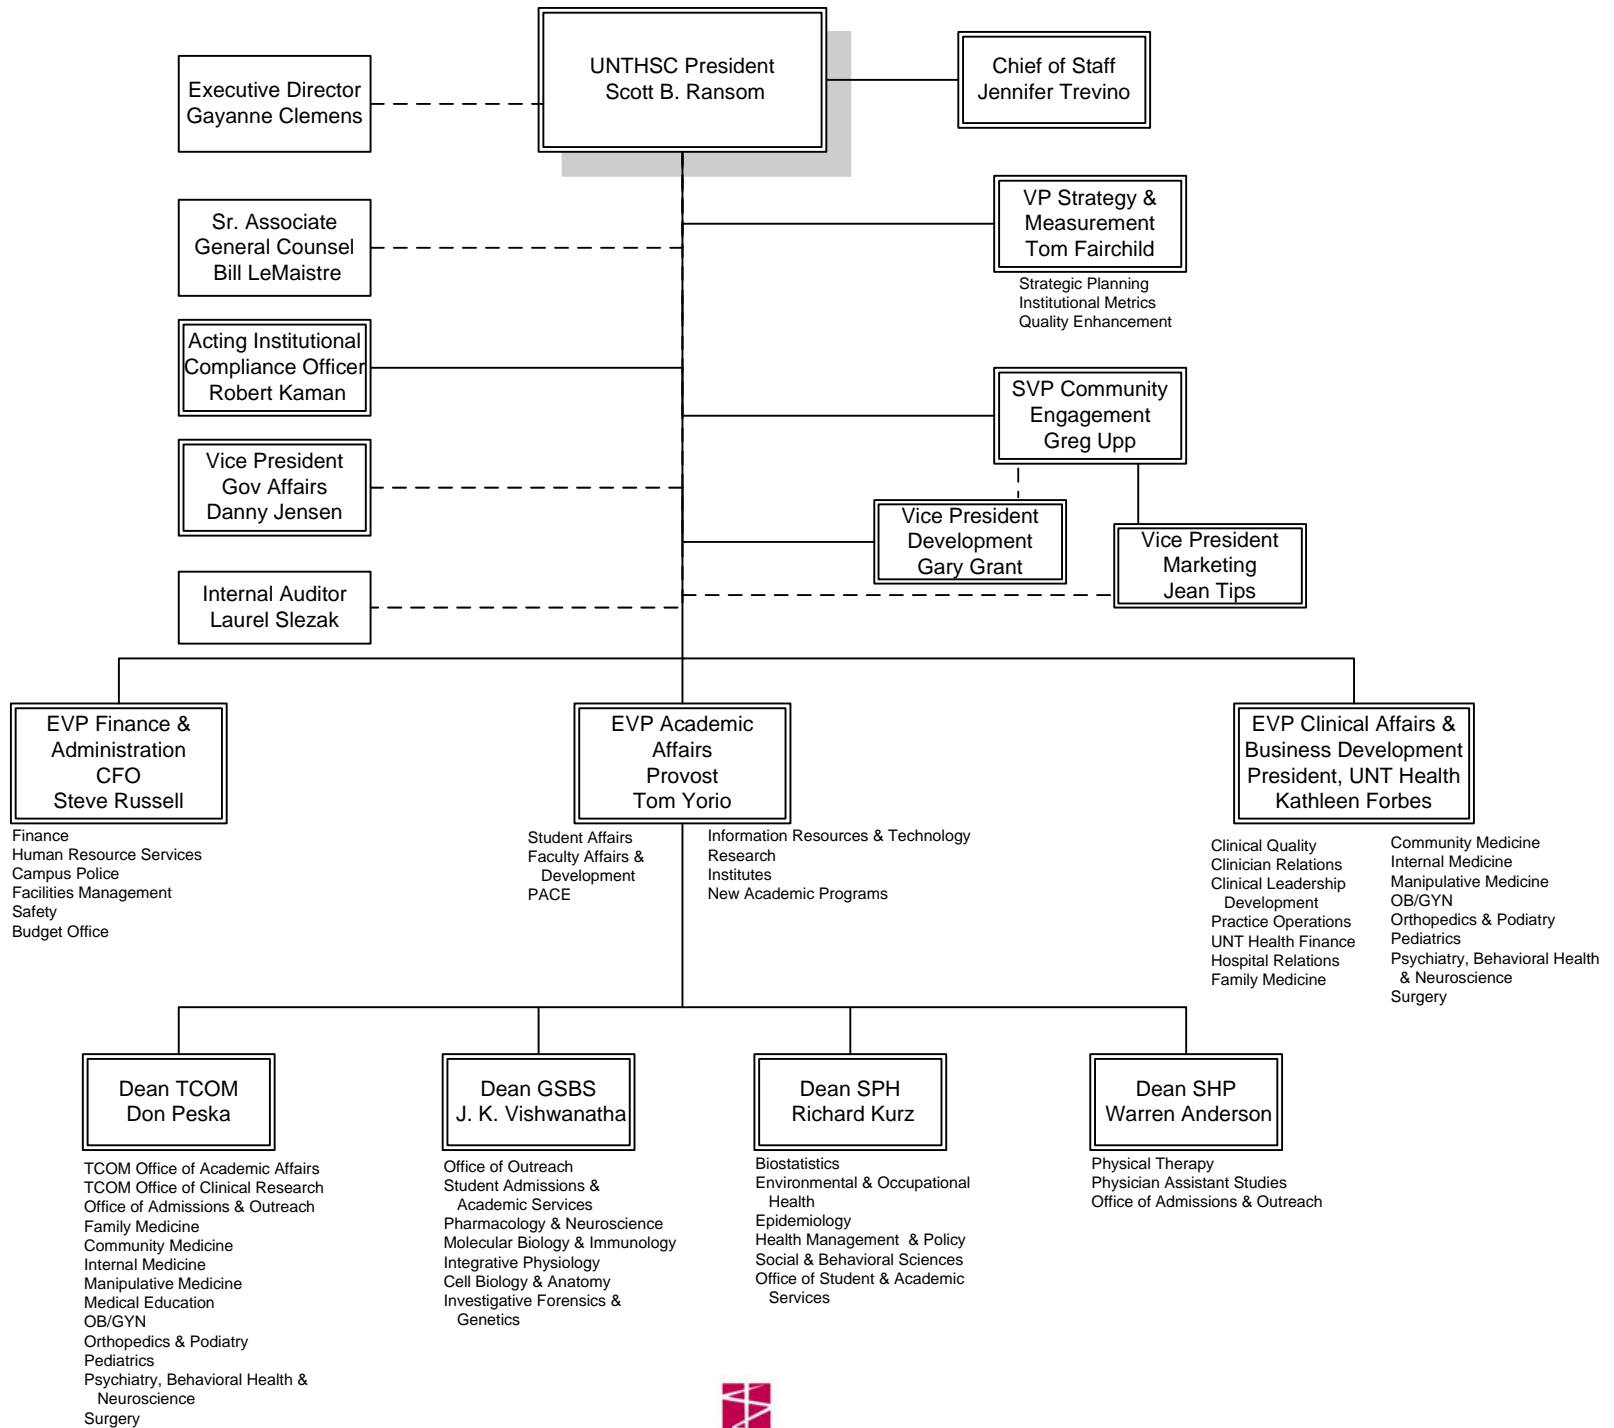 UNTHSC President
Scott B. Ransom
Chief of Staff
Jennifer Trevino
Executive Director
Gayanne Clemens
VP Strategy &
Measurement
Tom Fairchild
Strategic Planning
Institutional Metrics
Quality Enhancement
Sr. Associate
General Counsel
Bill LeMaistre
Acting Institutional
Compliance Officer
Robert Kaman
SVP Community
Engagement
Greg Upp
Vice President
Gov Affairs
Danny Jensen
Vice President
Development
Gary Grant
Vice President
Marketing
Jean Tips
Internal Auditor
Laurel Slezak
EVP Finance &
Administration
CFO
Steve Russell
Finance
Human Resource Services
Campus Police
Facilities Management
Safety
Budget Office
EVP Academic
Affairs
Provost
Tom Yorio
Student Affairs
Faculty Affairs &
Development
PACE
Information Resources & Technology
Research
Institutes
New Academic Programs
EVP Clinical Affairs &
Business Development
President, UNT Health
Kathleen Forbes
Clinical Quality
Clinician Relations
Clinical Leadership
Development
Practice Operations
UNT Health Finance
Hospital Relations
Family Medicine
Community Medicine
Internal Medicine
Manipulative Medicine
OB/GYN
Orthopedics & Podiatry
Pediatrics
Psychiatry, Behavioral Health
& Neuroscience
Surgery
Dean TCOM
Don Peska
TCOM Office of Academic Affairs
TCOM Office of Clinical Research
Office of Admissions & Outreach
Family Medicine
Community Medicine
Internal Medicine
Manipulative Medicine
Medical Education
OB/GYN
Orthopedics & Podiatry
Pediatrics
Psychiatry, Behavioral Health &
Neuroscience
Surgery
Dean GSBS
J. K. Vishwanatha
Office of Outreach
Student Admissions &
Academic Services
Pharmacology & Neuroscience
Molecular Biology & Immunology
Integrative Physiology
Cell Biology & Anatomy
Investigative Forensics &
Genetics
Dean SPH
Richard Kurz
Biostatistics
Environmental & Occupational
Health
Epidemiology
Health Management & Policy
Social & Behavioral Sciences
Office of Student & Academic
Services
Dean SHP
Warren Anderson
Physical Therapy
Physician Assistant Studies
Office of Admissions & Outreach